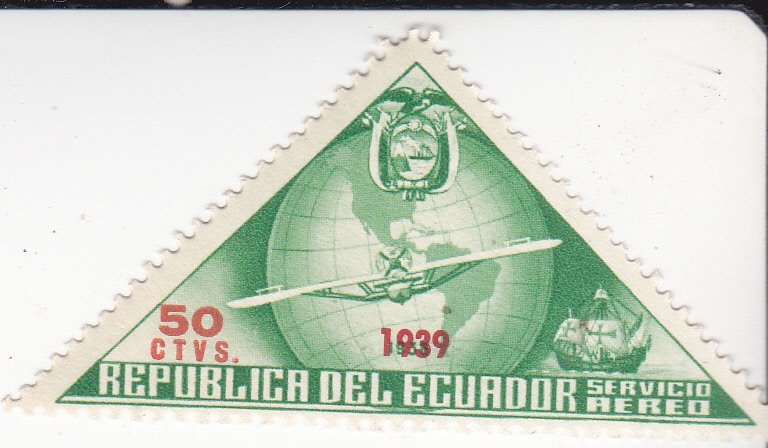 50
CTVS.
1939
REPUBLICA DEL ECUADOR SERVICIO
AEREO